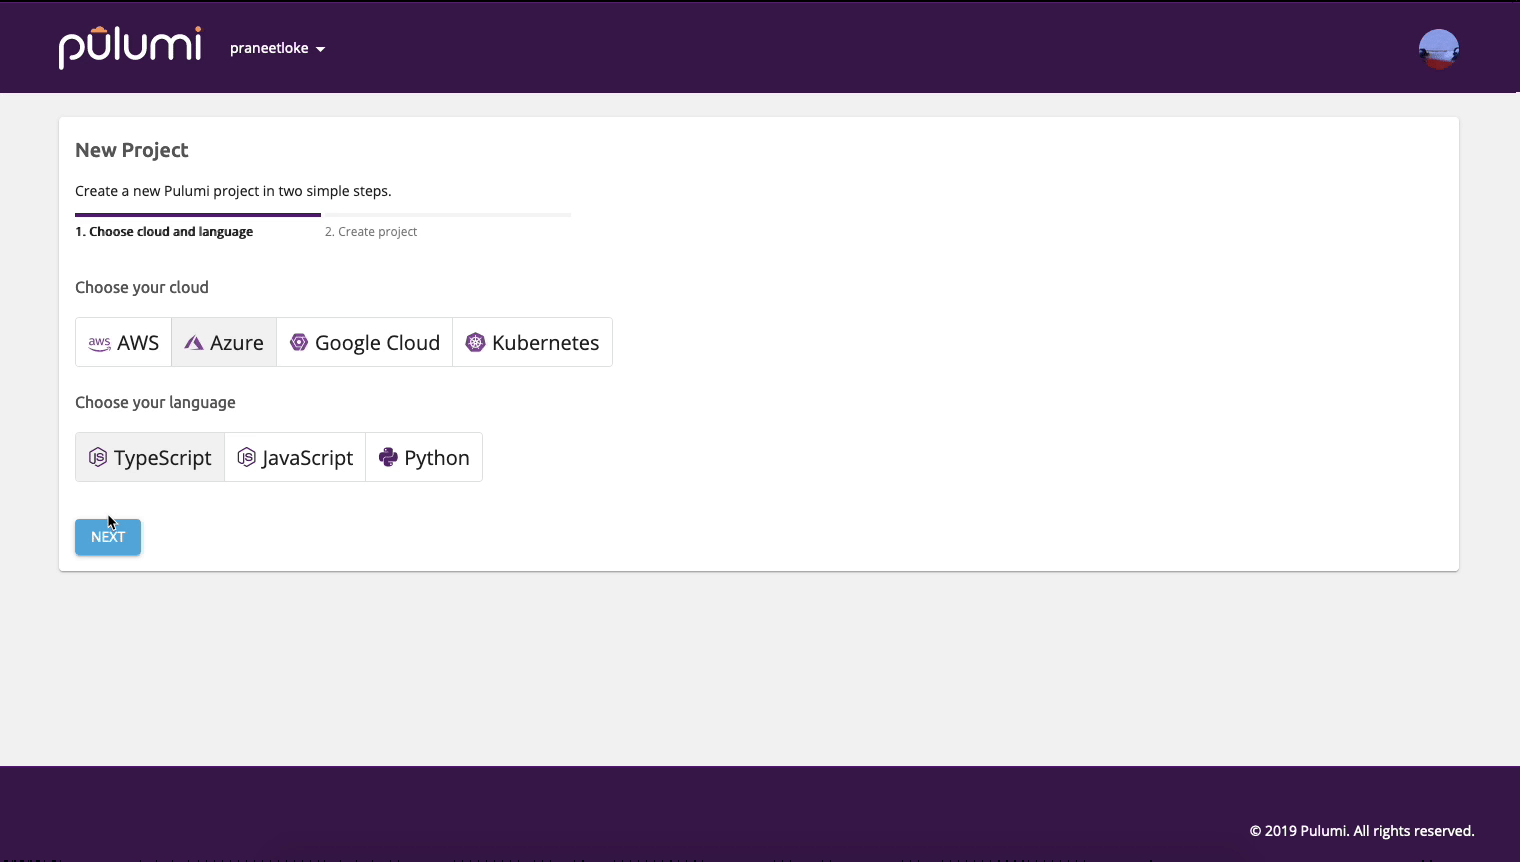 pulumi
praneetloke
New Project
Create a new Pulumi project in two simple steps.
1. Choose cloud and language
2. Create project
Choose your cloud
aws AWS
Azure
Google Cloud
Kubernetes
Choose your language
JS TypeScript
JS JavaScript
Python
NEXT
© 2019 Pulumi. All rights reserved.